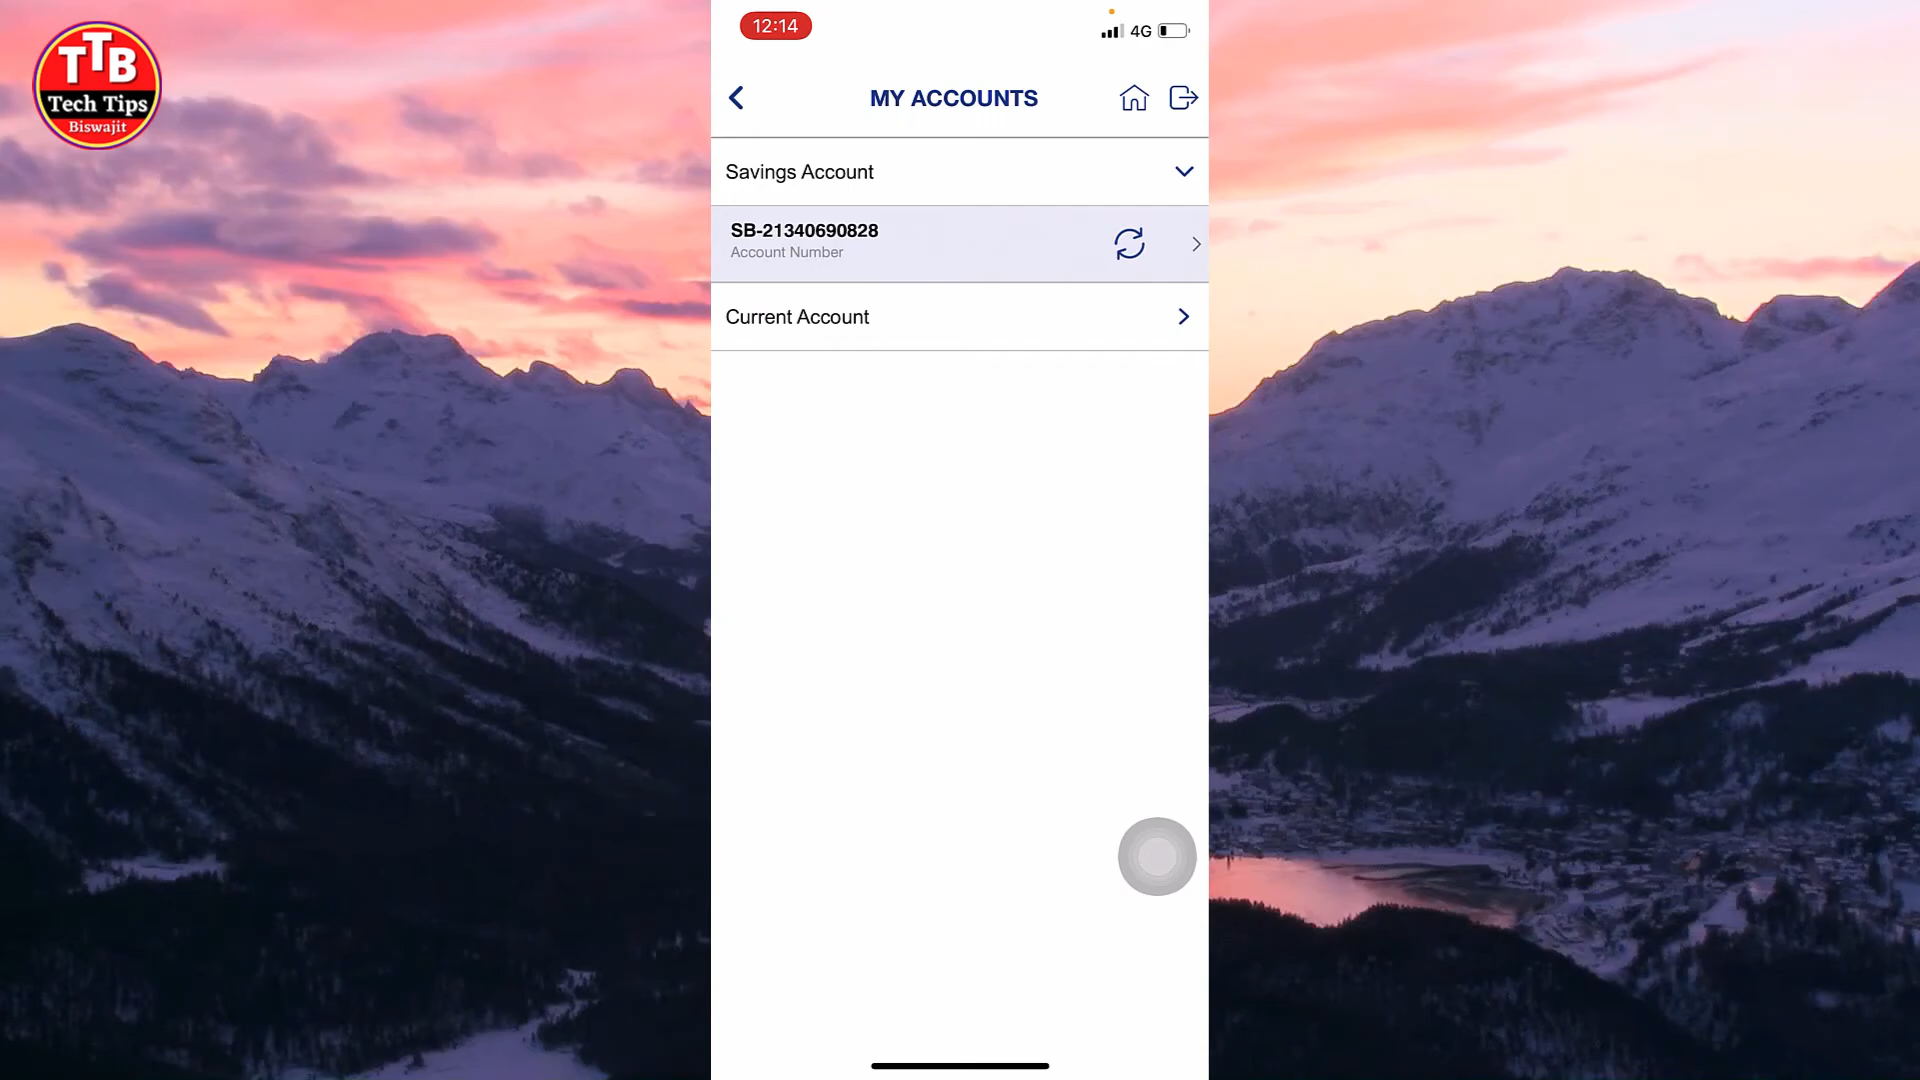 TTB
Tech Tips
Biswajit
12:14
4G
MY ACCOUNTS
Savings Account
SB-21340690828
Account Number
Current Account